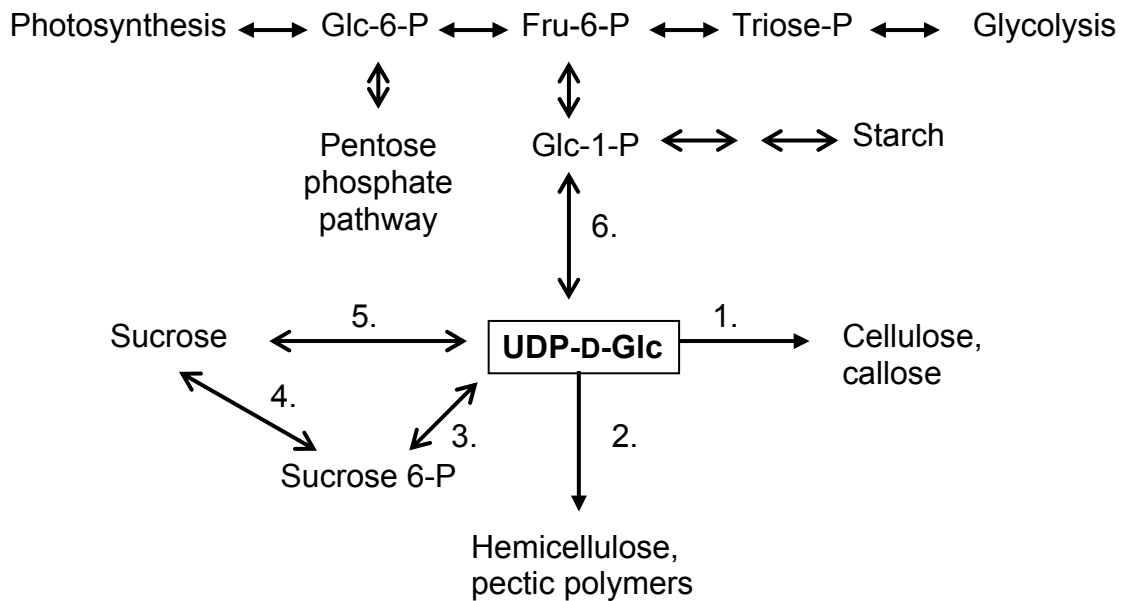 Photosynthesis Glc-6-P Fru-6-P Triose-P Glycolysis
Pentose
phosphate
pathway
Glc-1-P Starch
6.
Sucrose 5. UDP-D-Glc 1. Cellulose,
callose
4.
3.
2.
Sucrose 6-P
Hemicellulose,
pectic polymers